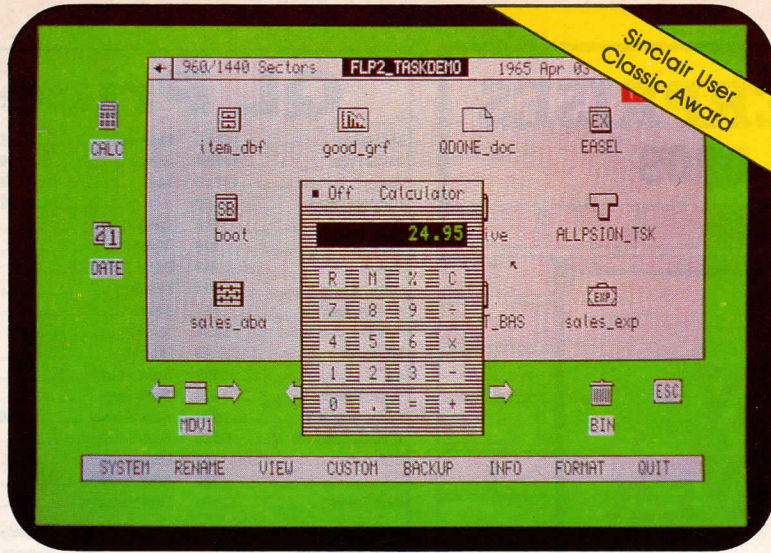 Sinclair User
Classic Award
960/1440 Sectors FLP2_TASKDEMO 1965 Apr 03
CALC
item_dbf good_grf QDONE_doc EX EASEL
■ Off Calculator
24.95
SB
boot ive ALLPSION_TSK
21
DATE
R M % C
7 8 9 ÷
EXP
sales_aba T_BAS sales_exp
4 5 6 x
1 2 3 -
0 . = +
MDV1 BIN ESC
SYSTEM RENAME VIEW CUSTOM BACKUP INFO FORMAT QUIT